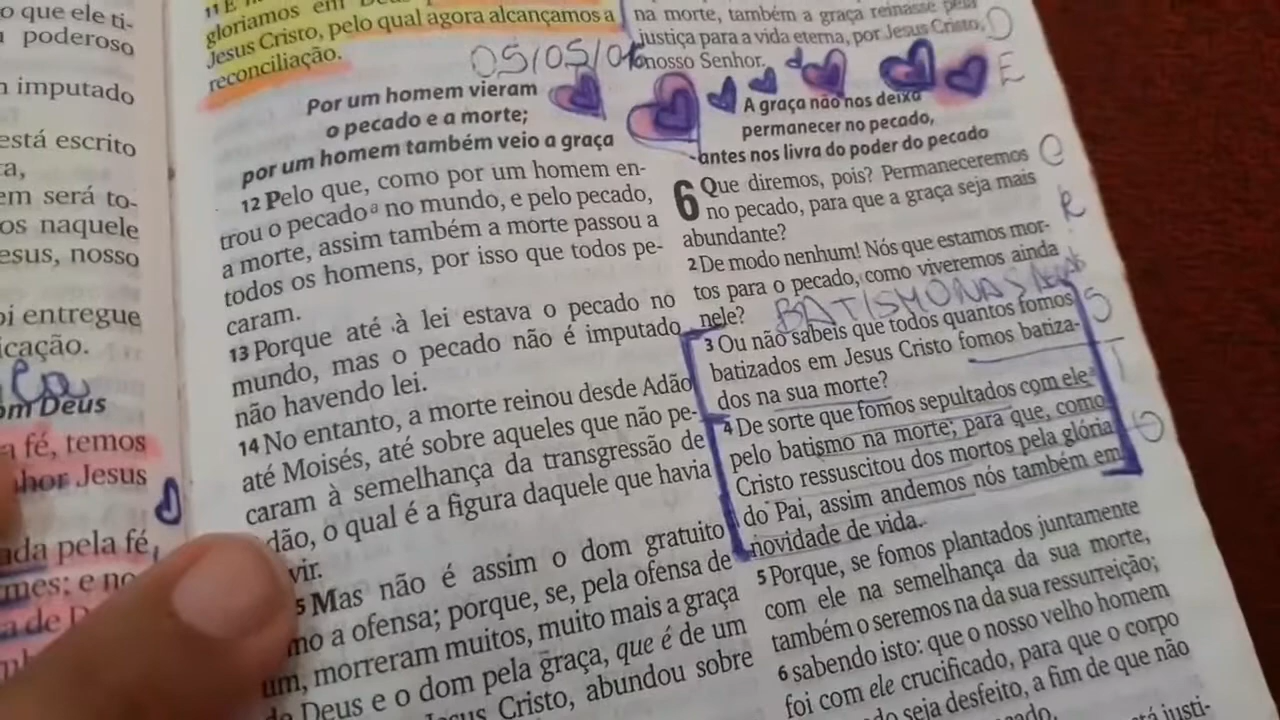 o que ele ti-
poderoso
imputado
está escrito
ra,
em será to-
os naquele
esus, nosso
oi entregue
icação.
om Deus
a fé, temos
nhor Jesus
ada pela fé,
mes; e
a de
11
gloriamos em
Jesus Cristo, pelo qual agora alcançamos a
reconciliação.
05/05/0
Por um homem vieram
o pecado e a morte;
por um homem também veio a graça
12 Pelo que, como por um homem en-
trou o pecado a no mundo, e pelo pecado,
a morte, assim também a morte passou a
todos os homens, por isso que todos pe-
caram.
13 Porque até à lei estava o pecado no
mundo, mas o pecado não é imputado
não havendo lei.
14 No entanto, a morte reinou desde Adão
até Moisés, até sobre aqueles que não pe-
caram à semelhança da transgressão de
dão, o qual é a figura daquele que havia
vir.
5 Mas não é assim o dom gratuito
mo a ofensa; porque, se, pela ofensa de
um, morreram muitos, muito mais a graça
Deus e o dom pela graça, que é de um
Cristo, abundou sobre
na morte, também a graça reinasse pela
justiça para a vida eterna, por Jesus Cristo,
nosso Senhor.
A graça não nos deixa
permanecer no pecado,
antes nos livra do poder do pecado
6 Que diremos, pois? Permaneceremos
no pecado, para que a graça seja mais
abundante?
2 De modo nenhum! Nós que estamos mor-
tos para o pecado, como viveremos ainda
nele?
BATISMO NAS
3 Ou não sabeis que todos quantos fomos
batizados em Jesus Cristo fomos batiza-
dos na sua morte?
4 De sorte que fomos sepultados com ele
pelo batismo na morte; para que, como
Cristo ressuscitou dos mortos pela glória
do Pai, assim andemos nós também em
novidade de vida.
5 Porque, se fomos plantados juntamente
com ele na semelhança da sua morte,
também o seremos na da sua ressurreição;
6 sabendo isto: que o nosso velho homem
foi com ele crucificado, para que o corpo
do seja desfeito, a fim de que não